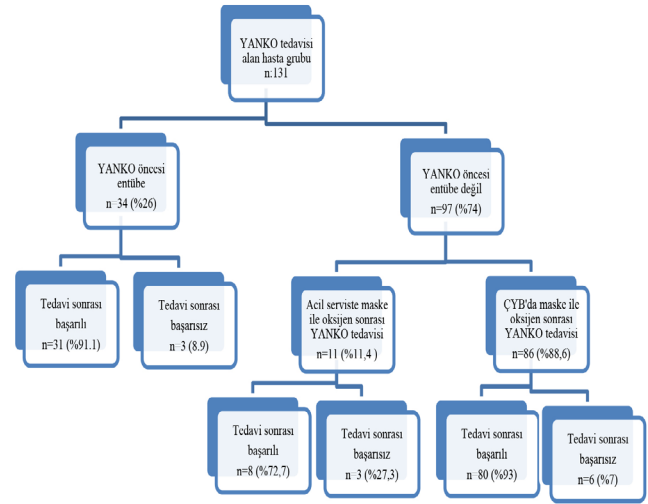 YANKO tedavisi
alan hasta grubu
n:131
YANKO öncesi
entübe
n=34 (%26)
YANKO öncesi
entübe değil
n=97 (%74)
Tedavi sonrası
başarılı
n=31 (%91.1)
Tedavi sonrası
başarısız
n=3 (8.9)
Acil serviste maske
ile oksijen sonrası
YANKO tedavisi
n=11 (%11,4 )
ÇYB'da maske ile
oksijen sonrası
YANKO tedavisi
n=86 (%88,6)
Tedavi sonrası
başarılı
n=8 (%72,7)
Tedavi sonrası
başarısız
n=3 (%27,3)
Tedavi sonrası
başarılı
n=80 (%93)
Tedavi sonrası
başarısız
n=6 (%7)